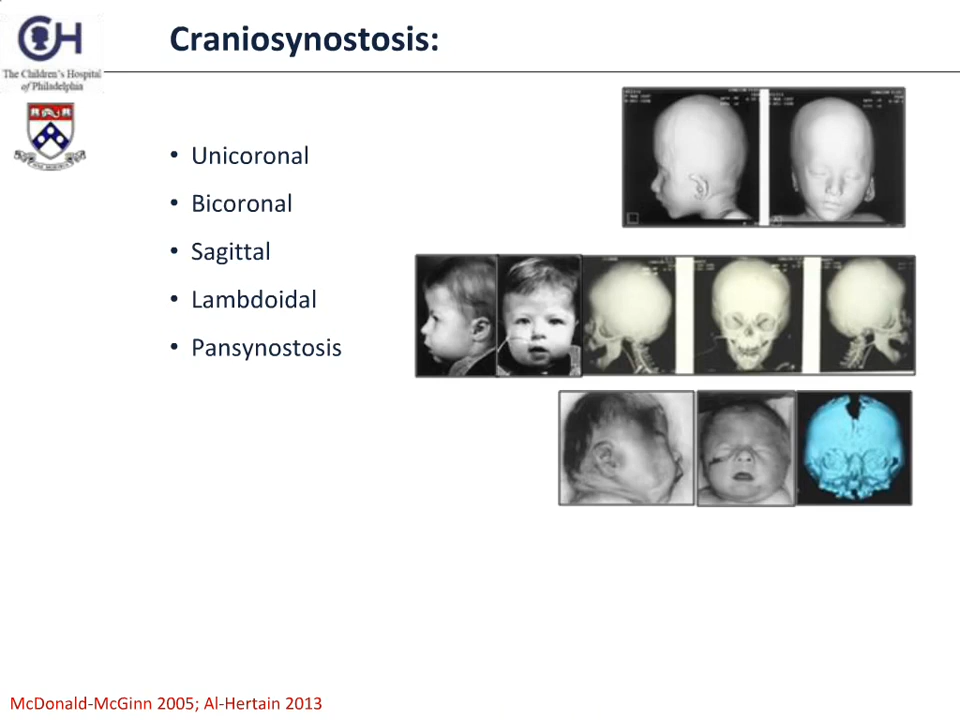 Craniosynostosis:
The Children's Hospital
of Philadelphia
• Unicoronal
• Bicoronal
• Sagittal
• Lambdoidal
• Pansynostosis
McDonald-McGinn 2005; Al-Hertain 2013